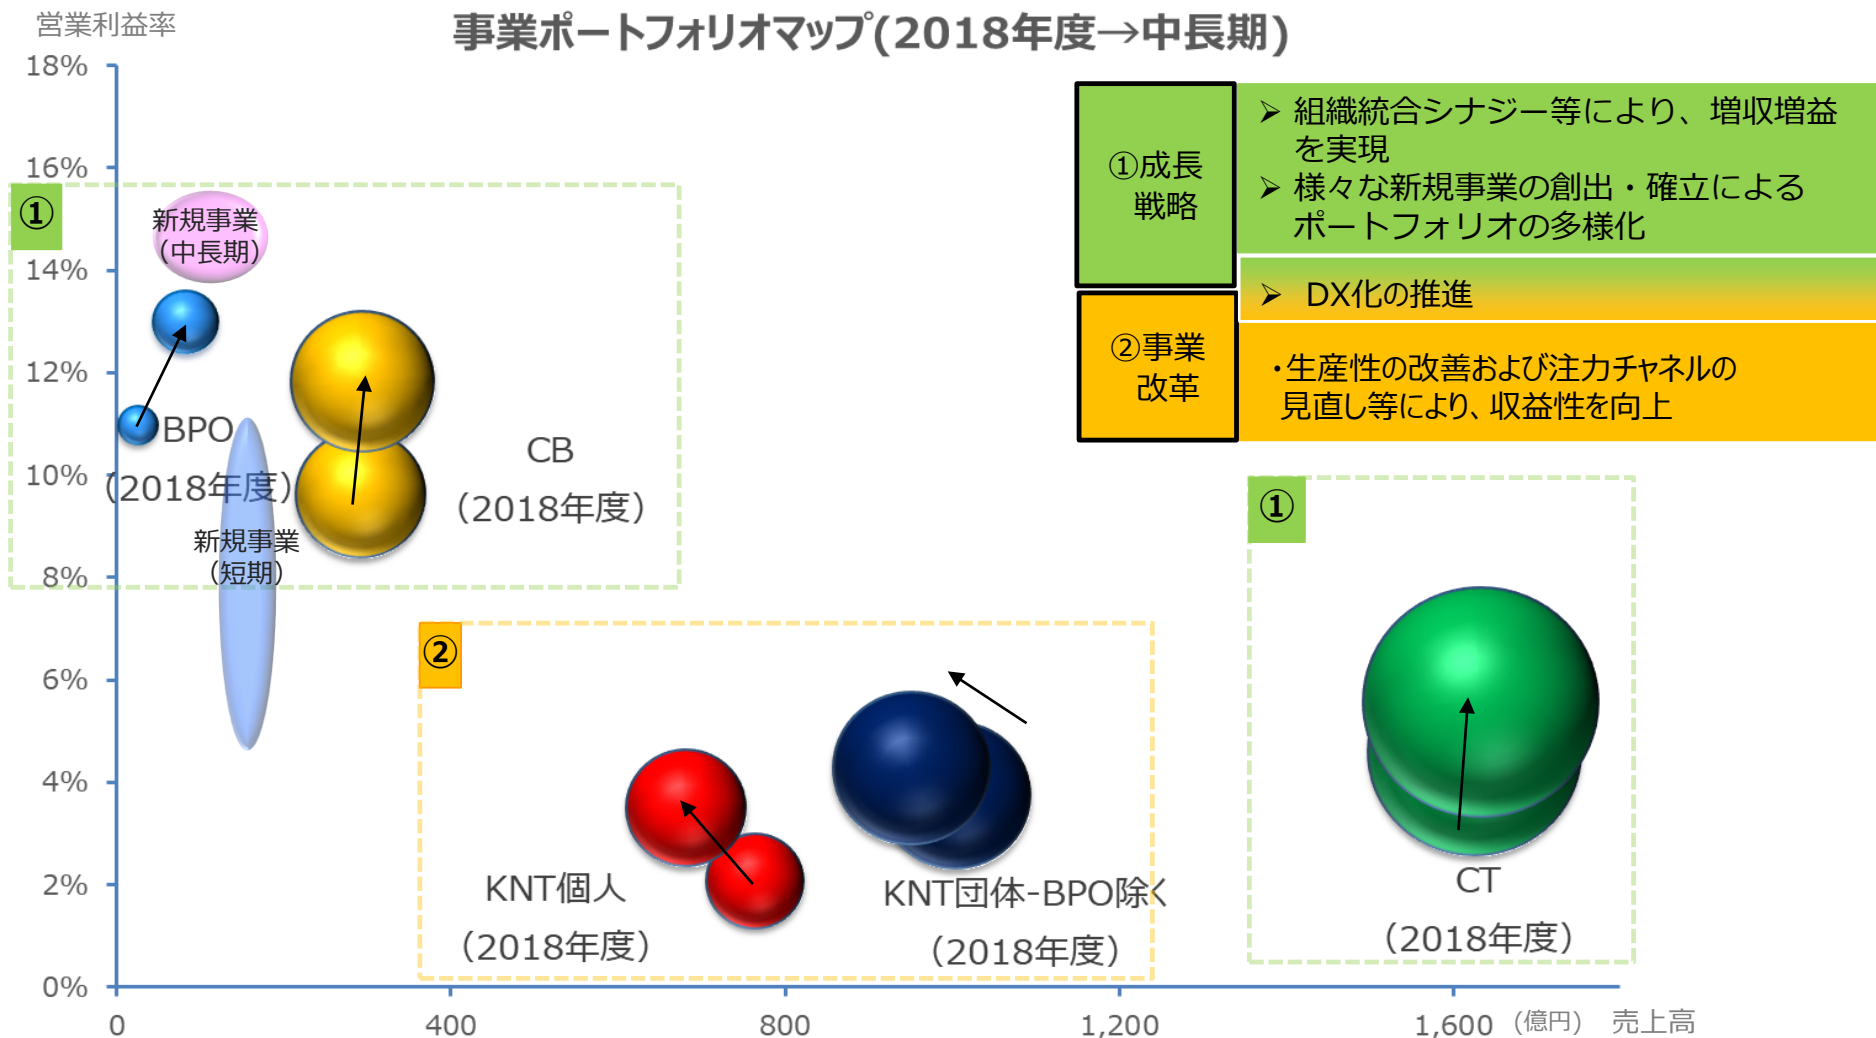 営業利益率
事業ポートフォリオマップ(2018年度→中長期)
18%
16%
14%
12%
10%
8%
6%
4%
2%
0%
0
400
800
1,200
1,600
(億円)
売上高
①
新規事業
(中長期)
BPO
(2018年度)
新規事業
(短期)
CB
(2018年度)
②
KNT個人
(2018年度)
KNT団体-BPO除く
(2018年度)
①
CT
(2018年度)
①成長
戦略
➢ 組織統合シナジー等により、増収増益
を実現
➢ 様々な新規事業の創出・確立による
ポートフォリオの多様化
➢ DX化の推進
②事業
改革
・生産性の改善および注力チャネルの
見直し等により、収益性を向上